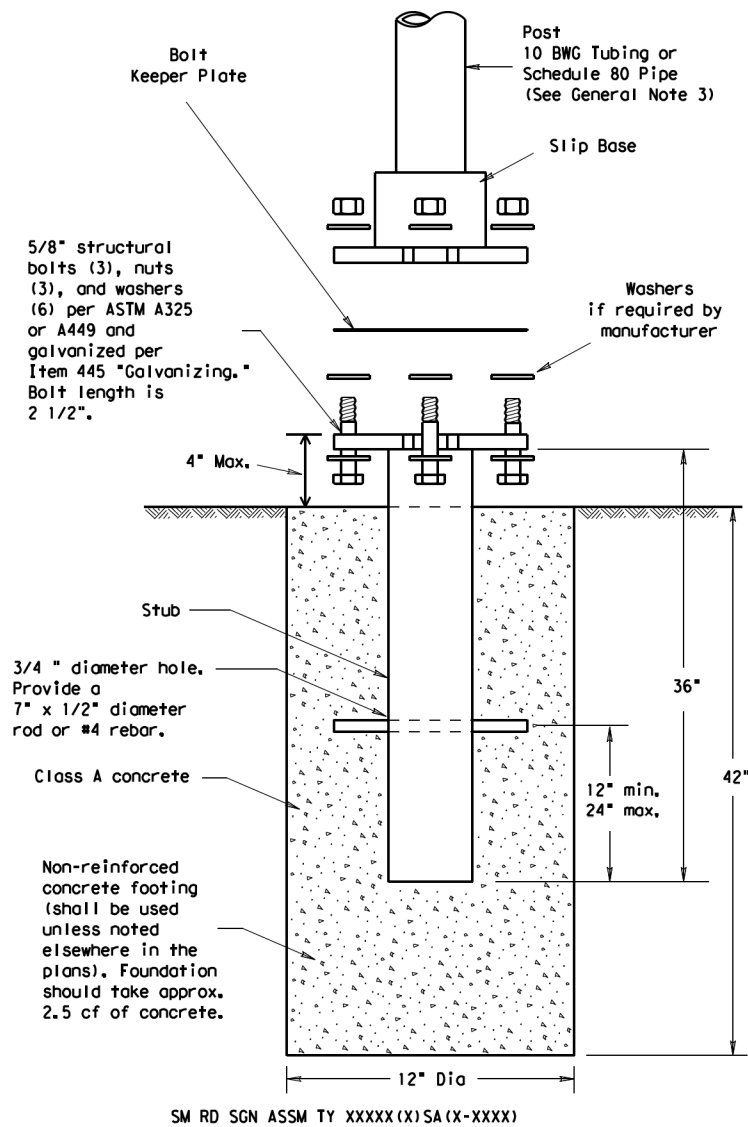 Bolt
Keeper Plate
Post
10 BWG Tubing or
Schedule 80 Pipe
(See General Note 3)
Slip Base
5/8" structural
bolts (3), nuts
(3), and washers
(6) per ASTM A325
or A449 and
galvanized per
Item 445 "Galvanizing."
Bolt length is
2 1/2".
Washers
if required by
manufacturer
4" Max.
Stub
3/4 " diameter hole.
Provide a
7" x 1/2" diameter
rod or #4 rebar.
36"
Class A concrete
12" min.
24" max.
42"
Non-reinforced
concrete footing
(shall be used
unless noted
elsewhere in the
plans). Foundation
should take approx.
2.5 cf of concrete.
12" Dia
SM RD SGN ASSM TY XXXXX(X)SA(X-XXXX)